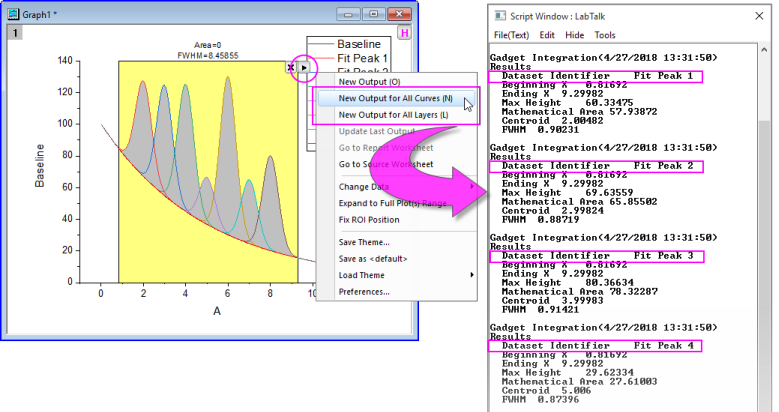 Graph1 *
1
H
Area=0
FWHM=8.45855
Baseline
Fit Peak 1
Fit Peak 2
140
120
100
80
60
40
20
0
Baseline
0
2
4
6
8
A
New Output (O)
New Output for All Curves (N)
New Output for All Layers (L)
Update Last Output
Go to Report Worksheet
Go to Source Worksheet
Change Data
Expand to Full Plot(s) Range
Fix ROI Position
Save Theme...
Save as <default>
Load Theme
Preferences...
Script Window : LabTalk
File(Text) Edit Hide Tools
Gadget Integration(4/27/2018 13:31:50)
Results
Dataset Identifier Fit Peak 1
Beginning X 0.81692
Ending X 9.29982
Max Height 60.33475
Mathematical Area 57.93872
Centroid 2.00482
FWHM 0.90231
Gadget Integration(4/27/2018 13:31:50)
Results
Dataset Identifier Fit Peak 2
Beginning X 0.81692
Ending X 9.29982
Max Height 69.63559
Mathematical Area 65.85502
Centroid 2.99824
FWHM 0.88719
Gadget Integration(4/27/2018 13:31:50)
Results
Dataset Identifier Fit Peak 3
Beginning X 0.81692
Ending X 9.29982
Max Height 80.36634
Mathematical Area 78.32287
Centroid 3.99983
FWHM 0.91421
Gadget Integration(4/27/2018 13:31:50)
Results
Dataset Identifier Fit Peak 4
Beginning X 0.81692
Ending X 9.29982
Max Height 29.62334
Mathematical Area 27.61003
Centroid 5.006
FWHM 0.87396